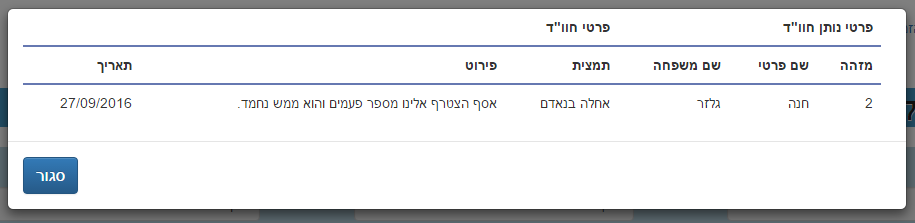 פרטי נותן חוו"ד פרטי חוו"ד
מזהה שם פרטי שם משפחה תמצית פירוט תאריך
2 חנה גלזר אחלה בנאדם אסף הצטרף אלינו מספר פעמים והוא ממש נחמד. 27/09/2016
סגור